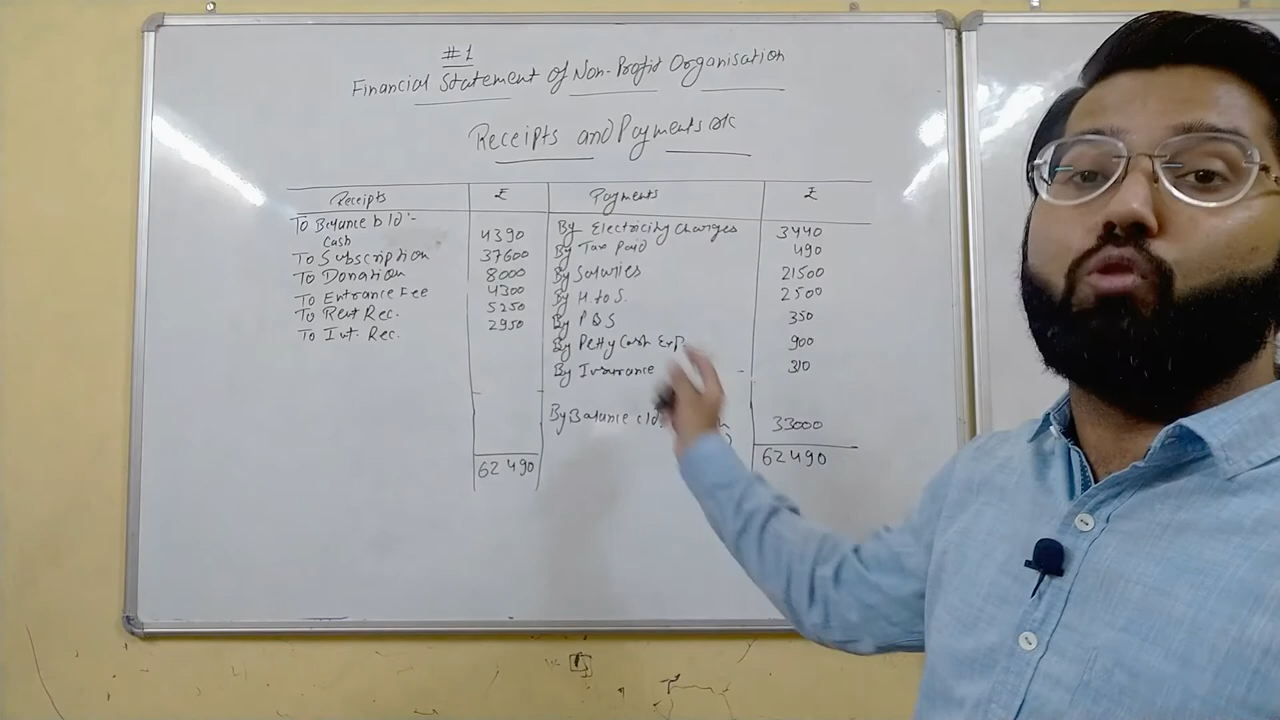 #1
Financial Statement of Non-Profit Organisation
Receipts and Payments a/c
Receipts ₹ Payments ₹
To Balance b/d:-
Cash 4390 By Electricity Charges 3440
To Subscription 37600 By Tax Paid 490
To Donation 8000 By Salaries 21500
To Entrance Fee 4300 By H. to S. 2500
To Rent Rec. 5250 By P&S 350
To Int. Rec. 2950 By Petty Cash Exp 900
By Insurance 310
By Balance c/d 33000
62490 62490